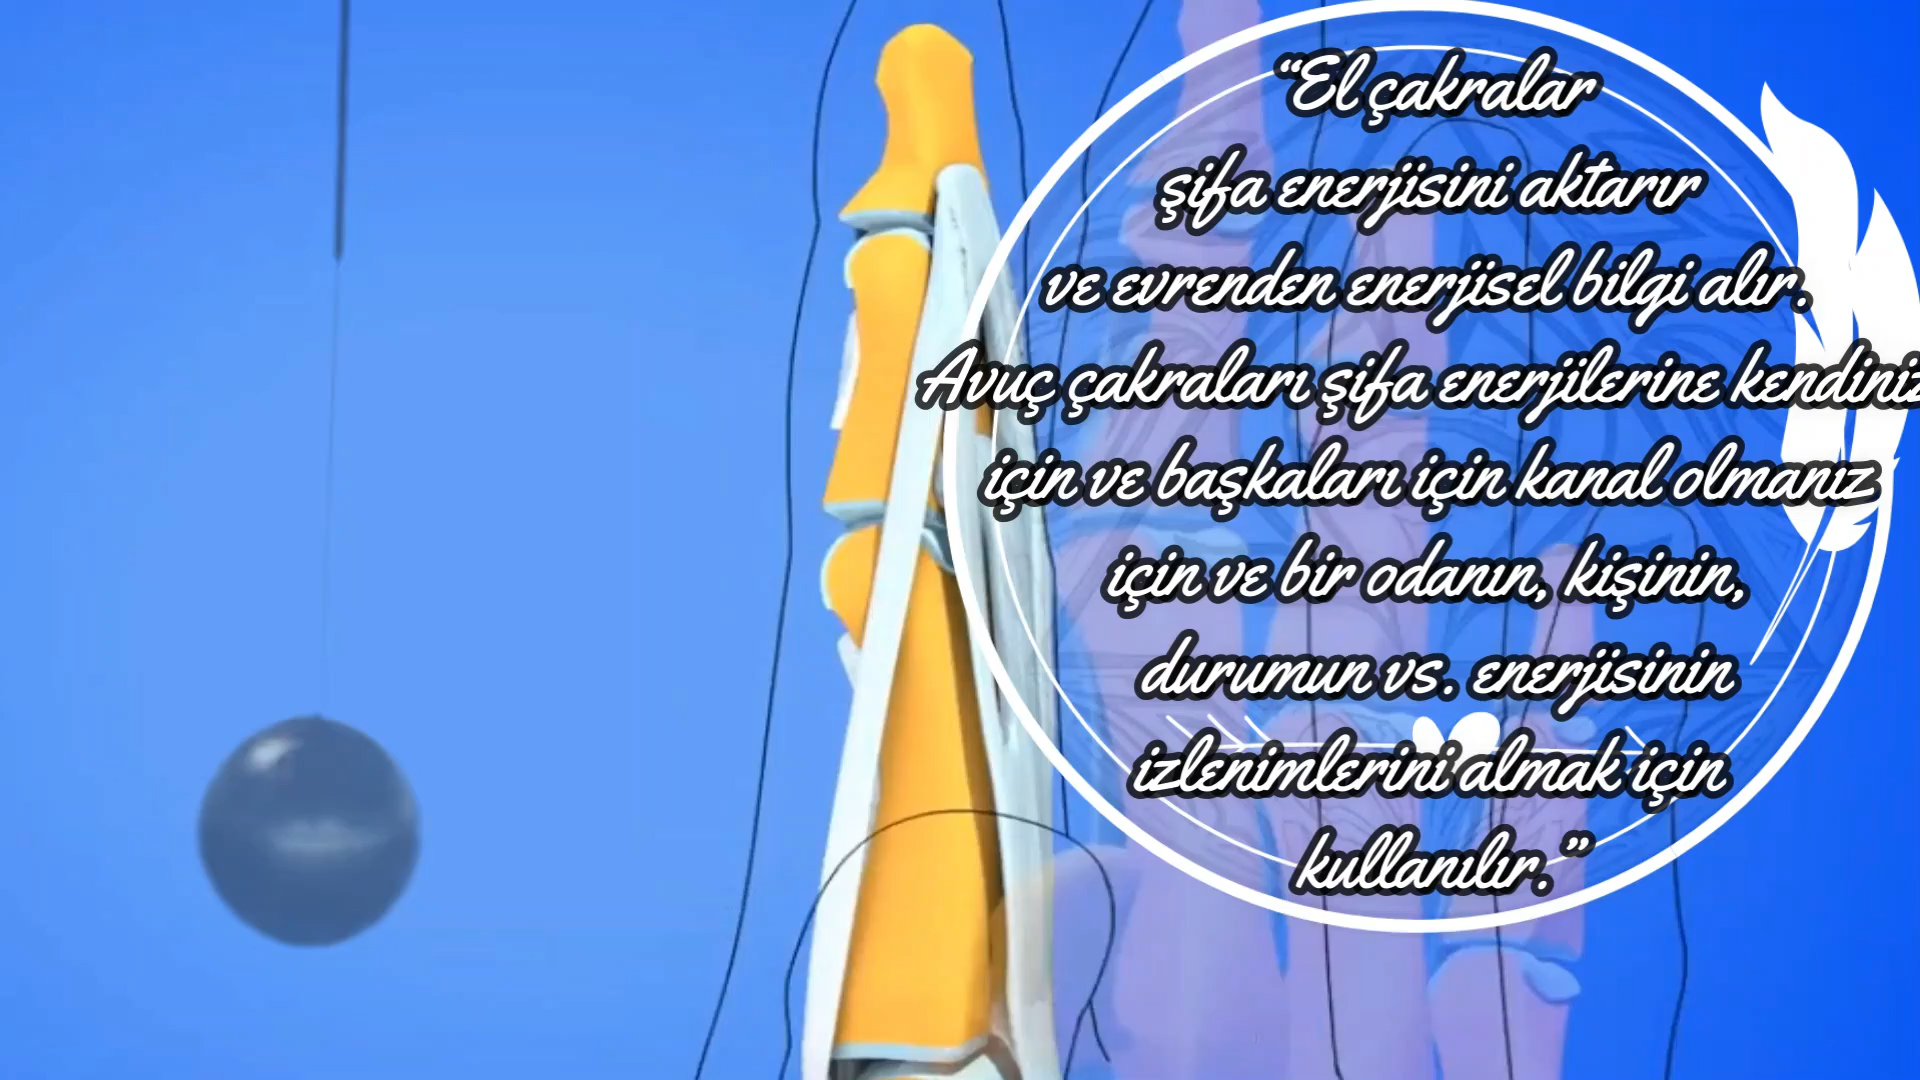 “El çakralar
şifa enerjisini aktarır
ve evrenden enerjisel bilgi alır.
Avuç çakraları şifa enerjilerine kendiniz
için ve başkaları için kanal olmanız
için ve bir odanın, kişinin,
durumun vs. enerjisinin
izlenimlerini almak için
kullanılır.”